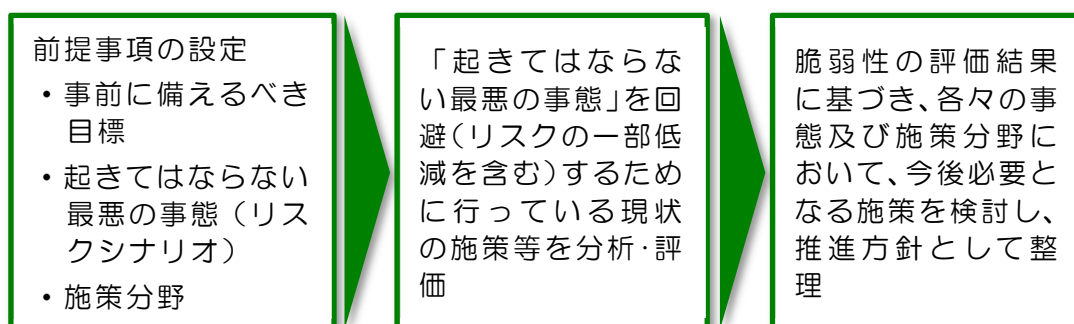 前提事項の設定
・事前に備えるべき
目標
・起きてはならない
最悪の事態（リス
クシナリオ）
・施策分野
「起きてはならな
い最悪の事態」を回
避（リスクの一部低
減を含む）するため
に行っている現状
の施策等を分析・評
価
脆弱性の評価結果
に基づき、各々の事
態及び施策分野に
おいて、今後必要と
なる施策を検討し、
推進方針として整
理